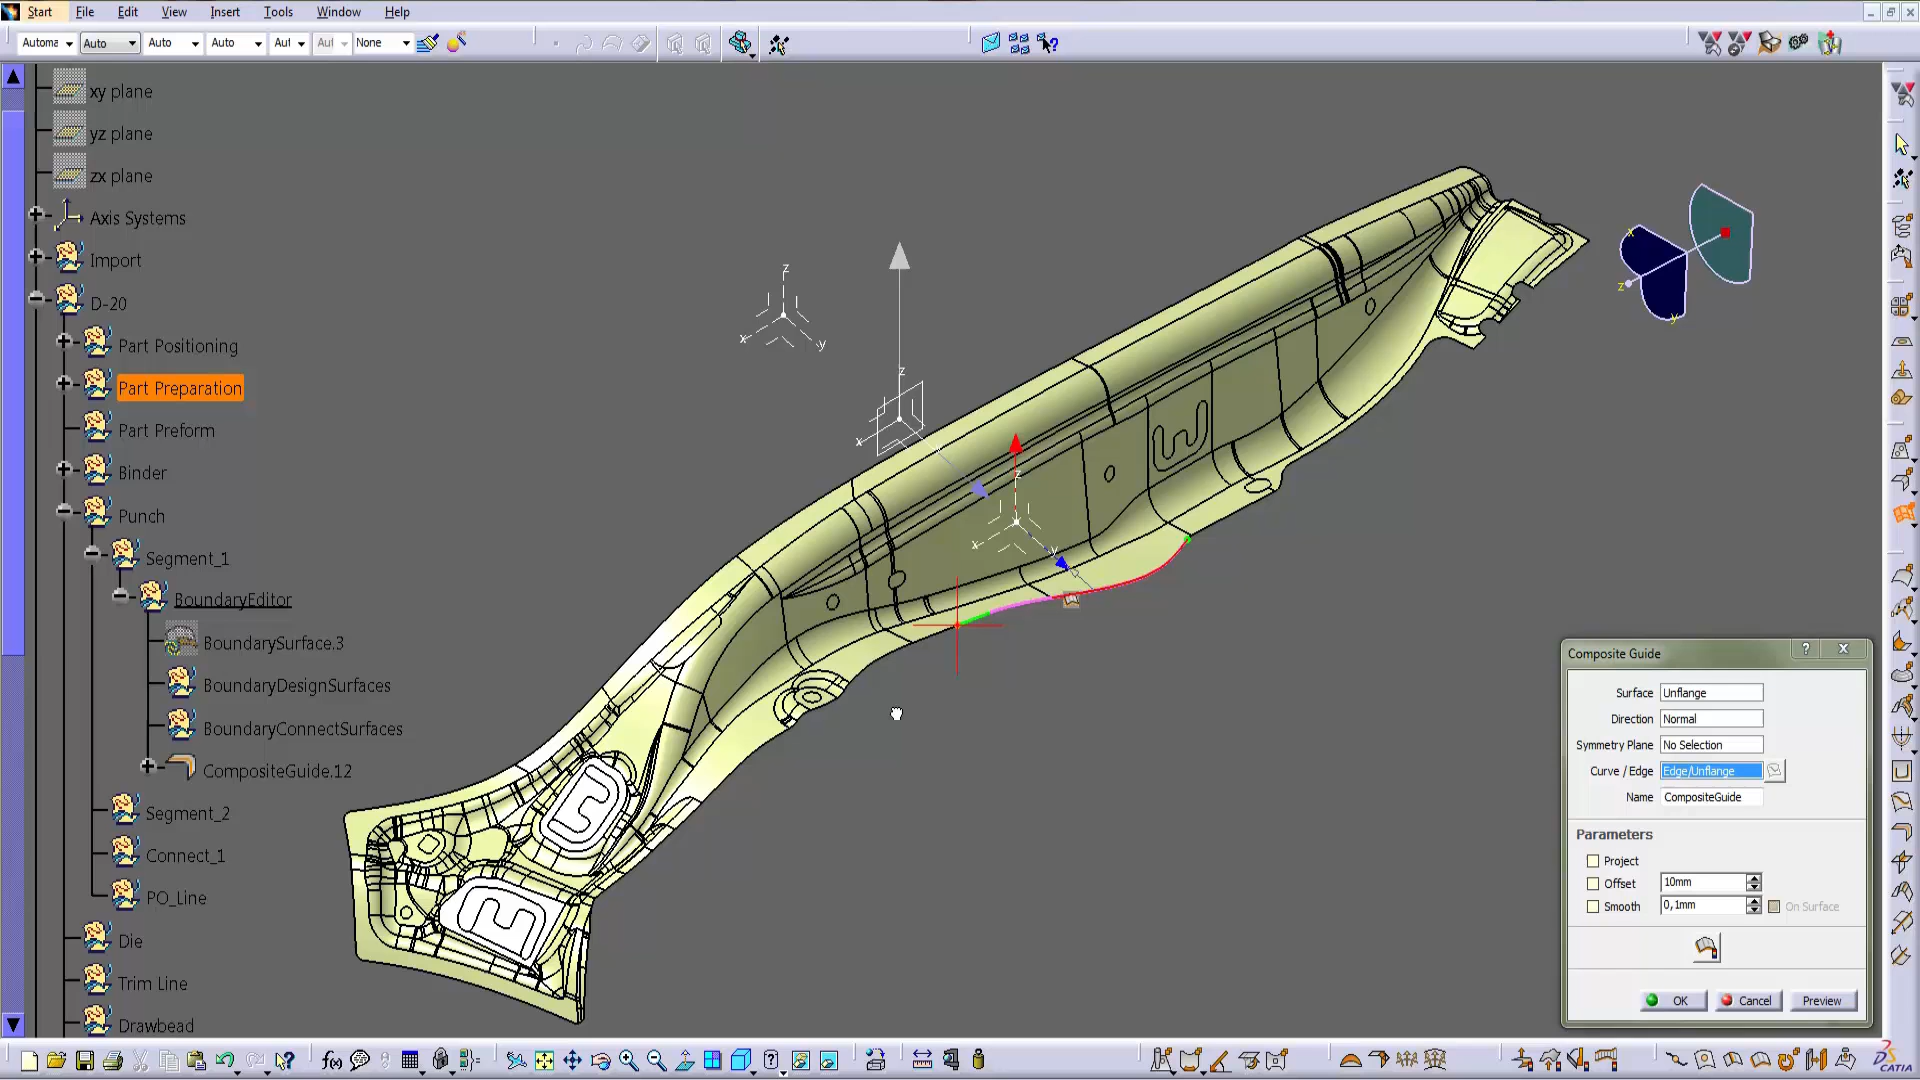 Start File Edit View Insert Tools Window Help
Automa Auto Auto Auto Aut Aut None
xy plane
yz plane
zx plane
Axis Systems
Import
D-20
Part Positioning
Part Preparation
Part Preform
Binder
Punch
Segment_1
BoundaryEditor
BoundarySurface.3
BoundaryDesignSurfaces
BoundaryConnectSurfaces
CompositeGuide.12
Segment_2
Connect_1
PO_Line
Die
Trim Line
Drawbead
z
x
y
z
x
z
x
y
x
z
y
Composite Guide
Surface Unflange
Direction Normal
Symmetry Plane No Selection
Curve / Edge Edge/Unflange
Name CompositeGuide
Parameters
Project
Offset 10mm
Smooth 0,1mm On Surface
OK Cancel Preview
f(x)
CATIA